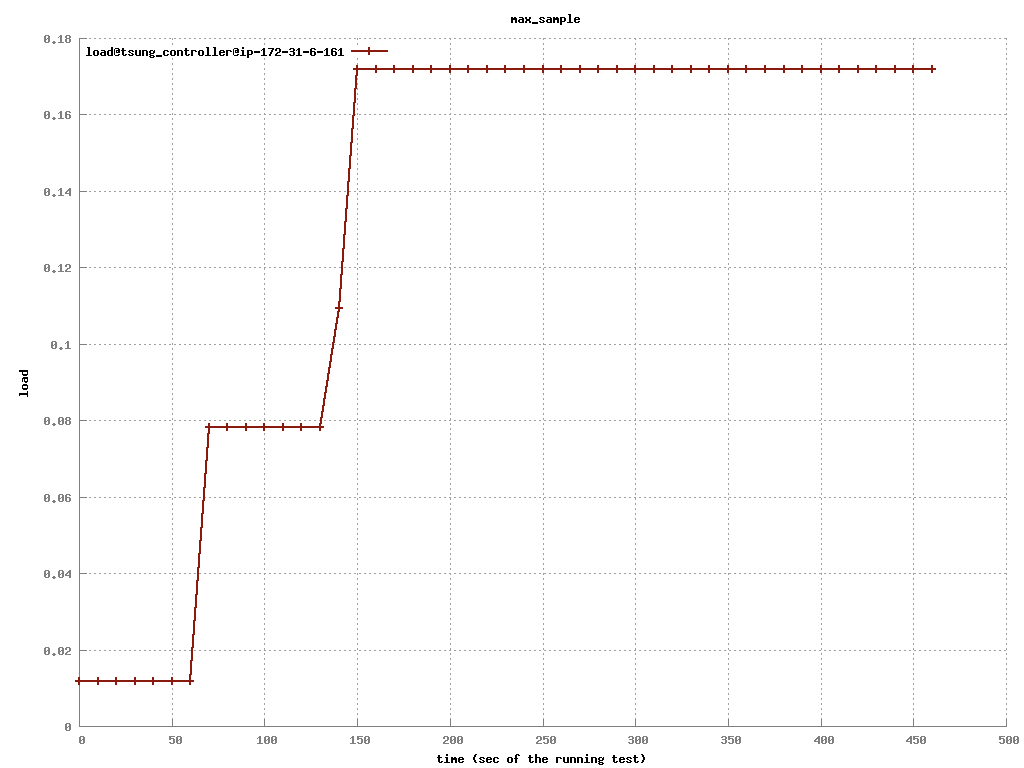 max_sample
0.18
load@tsung_controller@ip-172-31-6-161
0.16
0.14
0.12
0.1
load
0.08
0.06
0.04
0.02
0
0 50 100 150 200 250 300 350 400 450 500
time (sec of the running test)